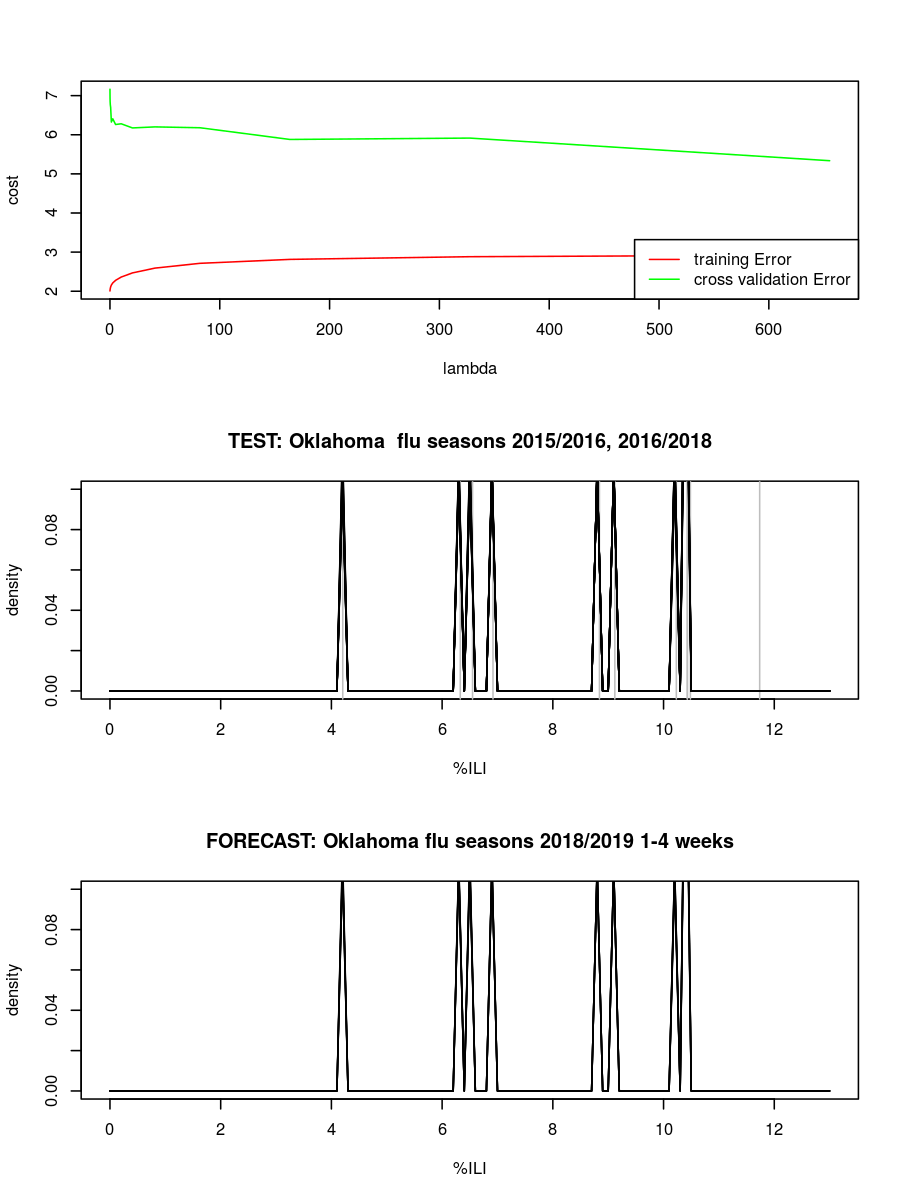 cost
7
6
5
4
3
2
training Error
cross validation Error
0 100 200 300 400 500 600
lambda
TEST: Oklahoma  flu seasons 2015/2016, 2016/2018
density
0.08
0.04
0.00
0 2 4 6 8 10 12
%ILI
FORECAST: Oklahoma flu seasons 2018/2019 1-4 weeks
density
0.08
0.04
0.00
0 2 4 6 8 10 12
%ILI